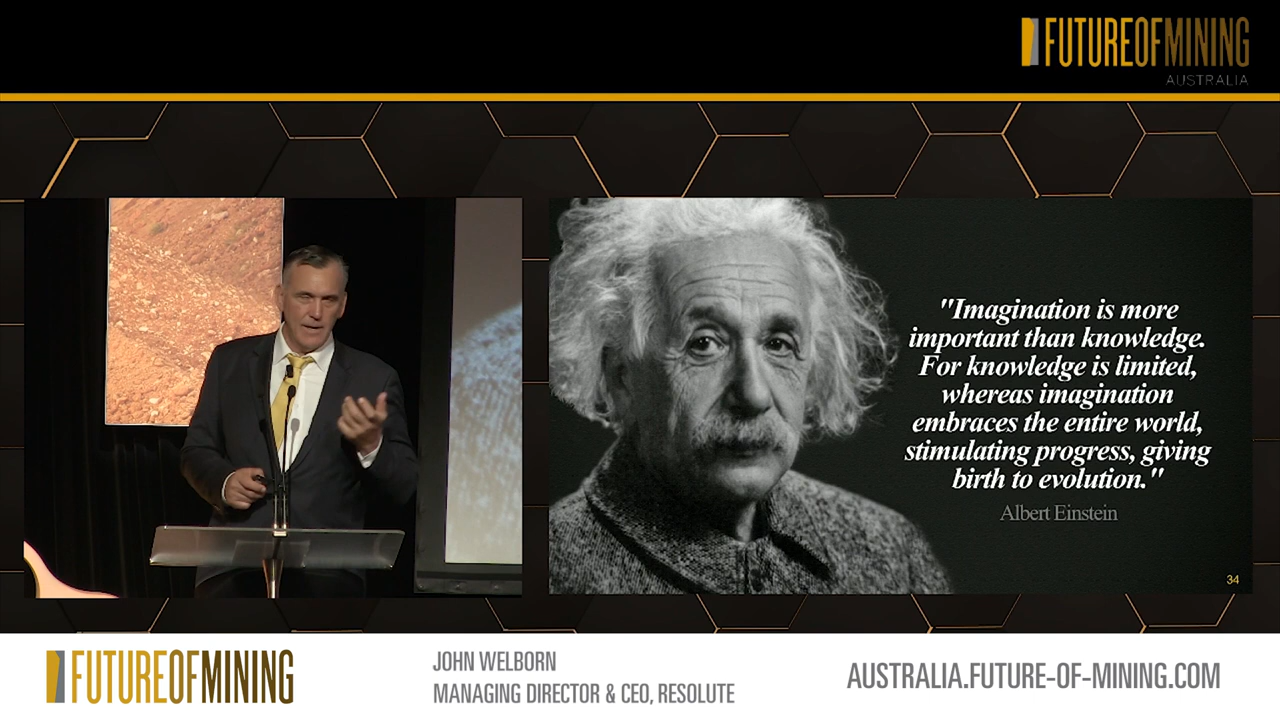 FUTUREOFMINING
AUSTRALIA
"Imagination is more
important than knowledge.
For knowledge is limited,
whereas imagination
embraces the entire world,
stimulating progress, giving
birth to evolution."
Albert Einstein
34
FUTUREOFMINING
JOHN WELBORN
MANAGING DIRECTOR & CEO, RESOLUTE
AUSTRALIA.FUTURE-OF-MINING.COM